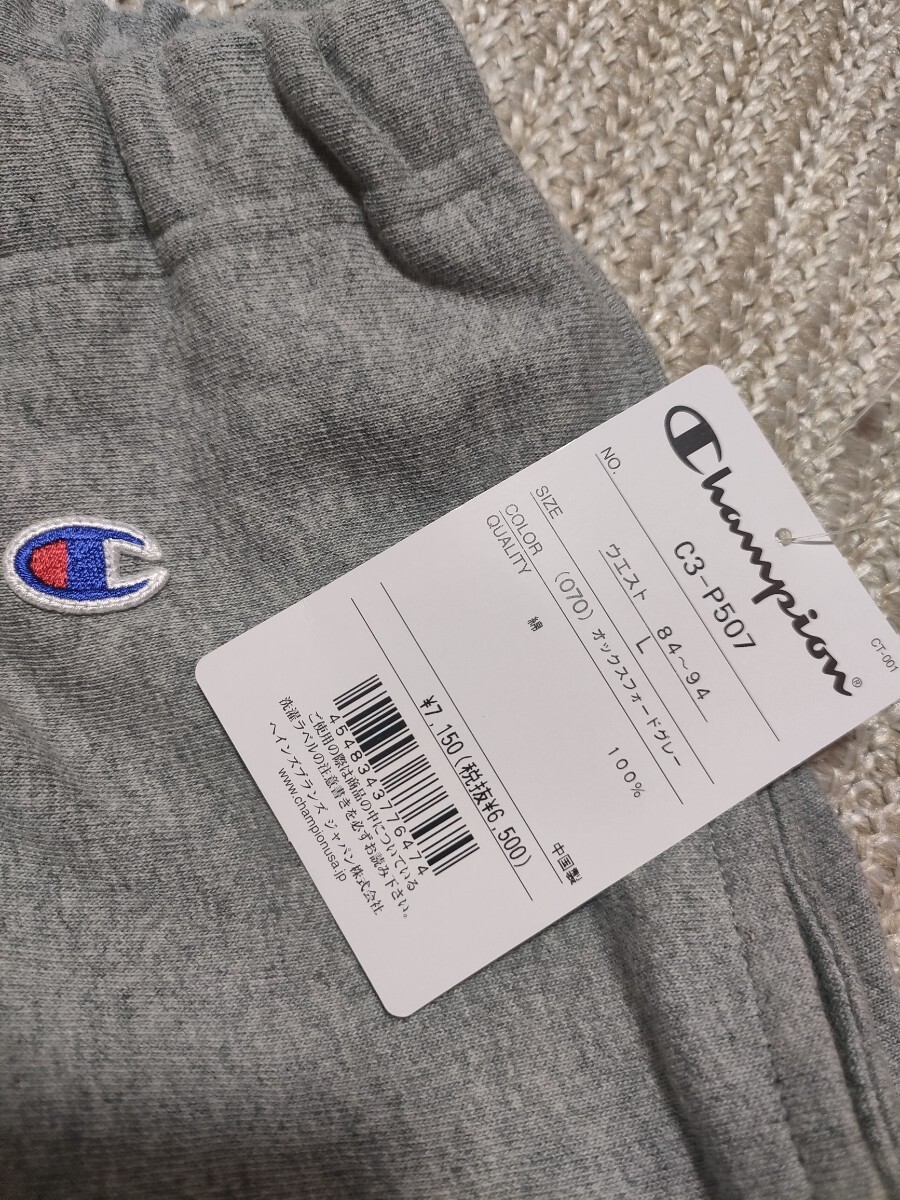 Champion®
CT-001
NO. C3-P507
SIZE ウエスト 84~94
L
COLOR (070) オックスフォードグレー
QUALITY
綿 100%
中国製
¥7,150(税抜¥6,500)
4548343776474
ご使用の際は商品の中についている
洗濯ラベルの注意書きを必ずお読み下さい。
ヘインズブランズ ジャパン株式会社
www.championusa.jp